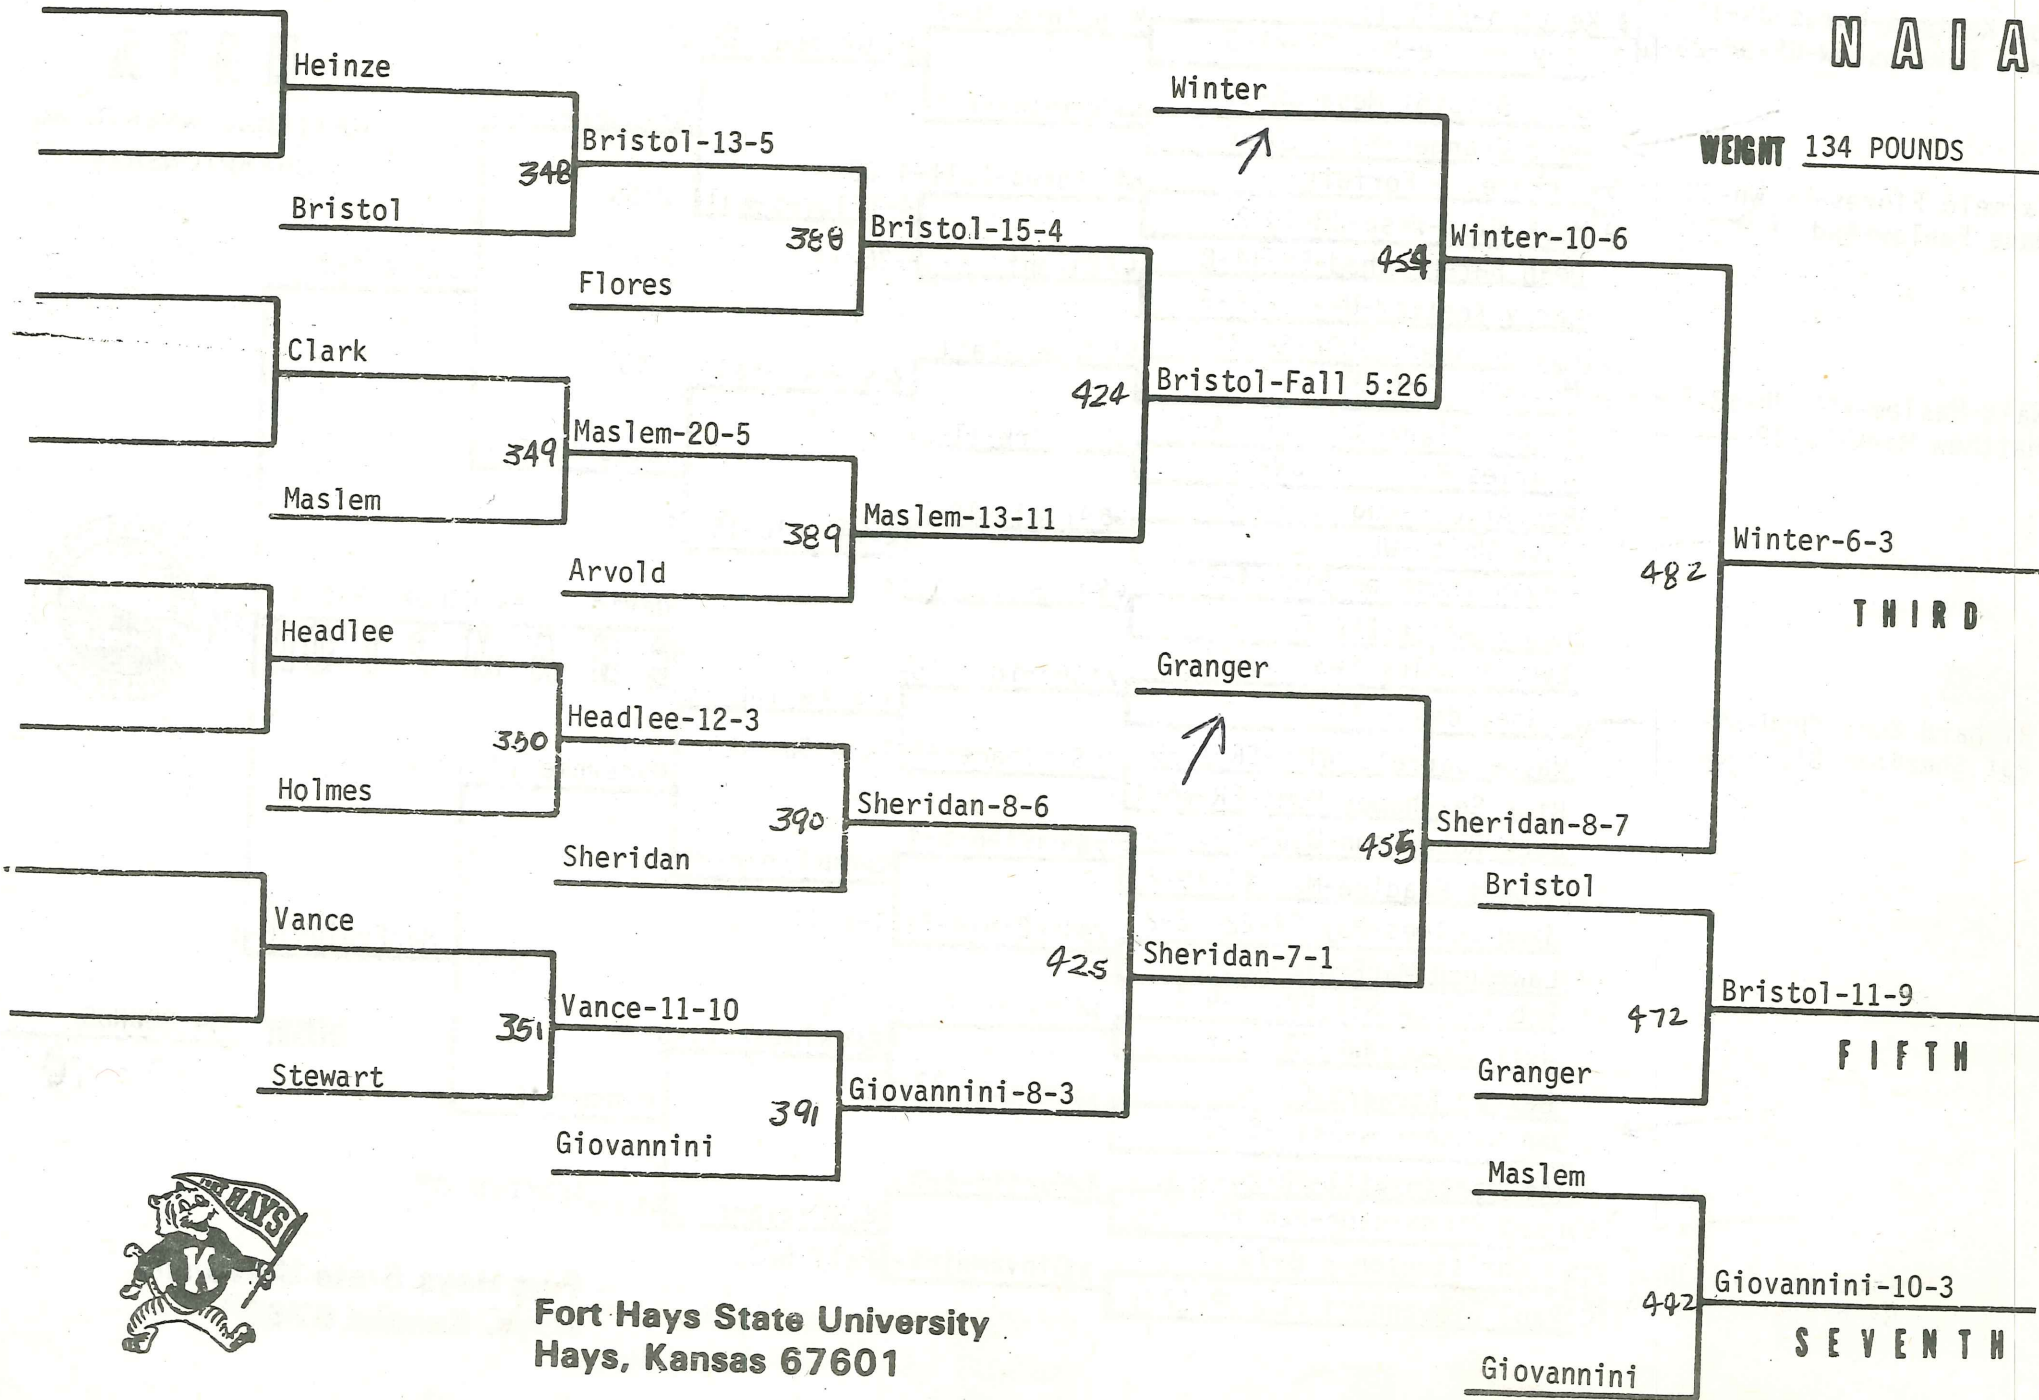 NAIA
WEIGHT 134 POUNDS
Heinze
Bristol-13-5
348
Bristol
Bristol-15-4
388
Flores
Clark
Maslem-20-5
349
Maslem
Maslem-13-11
389
Arvold
Bristol-Fall 5:26
424
Winter
Winter-10-6
454
Headlee
Headlee-12-3
350
Holmes
Sheridan-8-6
390
Sheridan
Vance
Vance-11-10
351
Stewart
Giovannini-8-3
391
Giovannini
Sheridan-7-1
425
Granger
Sheridan-8-7
455
Winter-6-3
482
THIRD
Bristol
Bristol-11-9
472
Granger
FIFTH
Maslem
Giovannini-10-3
442
Giovannini
SEVENTH
HAYS
K
Fort Hays State University
Hays, Kansas 67601